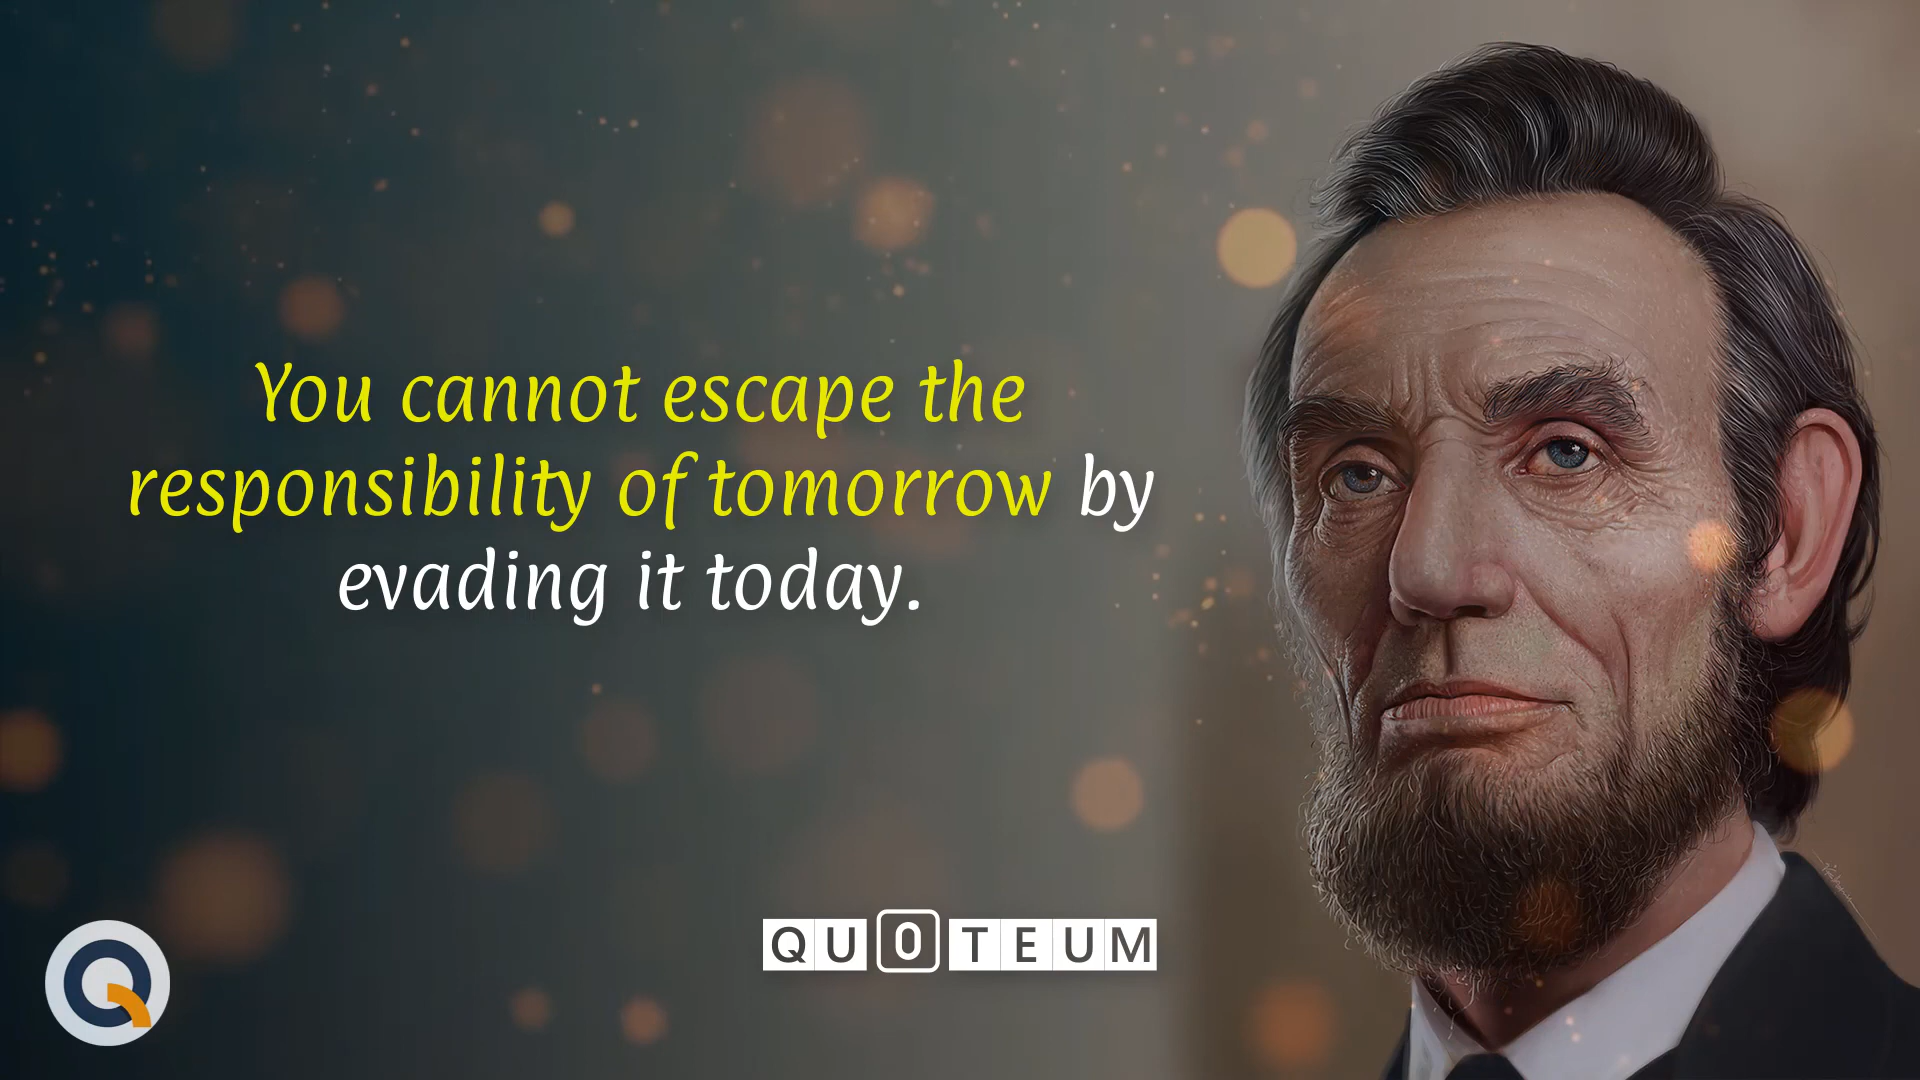 You cannot escape the
responsibility of tomorrow by
evading it today.
QUOTEUM